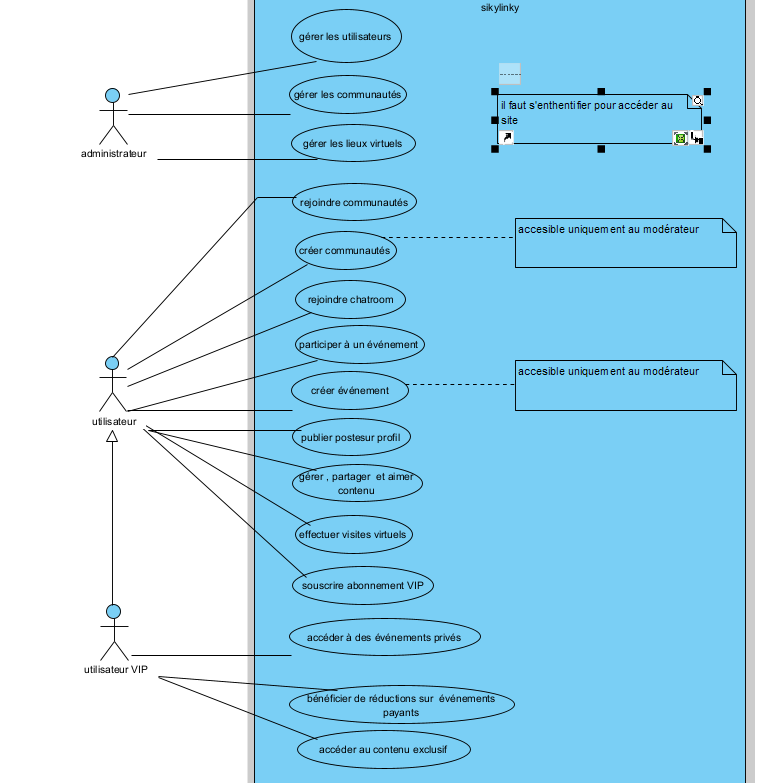 sikylinky
gérer les utilisateurs
gérer les communautés
gérer les lieux virtuels
il faut s'enthentifier pour accéder au
site
administrateur
rejoindre communautés
créer communautés
accesible uniquement au modérateur
rejoindre chatroom
participer à un événement
créer événement
accesible uniquement au modérateur
utilisateur
publier postesur profil
gérer , partager et aimer
contenu
effectuer visites virtuels
souscrire abonnement VIP
accéder à des événements privés
utilisateur VIP
bénéficier de réductions sur événements
payants
accéder au contenu exclusif